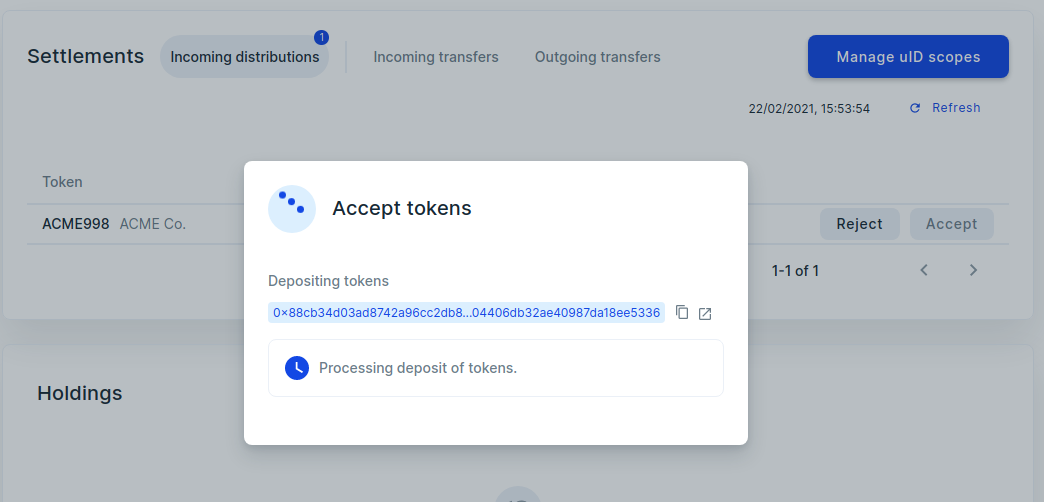 Settlements
Incoming distributions
1
Incoming transfers
Outgoing transfers
Manage uID scopes
22/02/2021, 15:53:54
Refresh
Token
ACME998 ACME Co.
Reject
Accept
1-1 of 1
Accept tokens
Depositing tokens
0×88cb34d03ad8742a96cc2db8...04406db32ae40987da18ee5336
Processing deposit of tokens.
Holdings